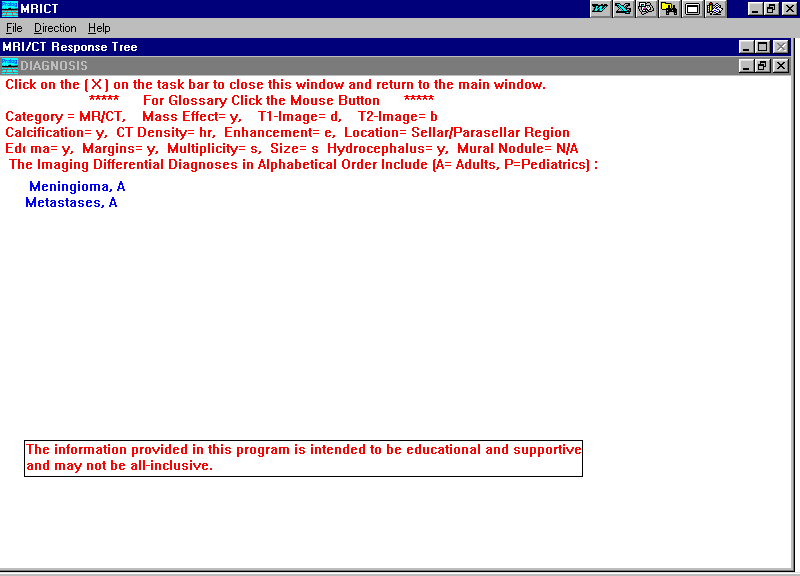 MRICT
File Direction Help
MRI/CT Response Tree
DIAGNOSIS
Click on the ( X ) on the task bar to close this window and return to the main window.
***** For Glossary Click the Mouse Button *****
Category = MR/CT, Mass Effect= y, T1-Image= d, T2-Image= b
Calcification= y, CT Density= hr, Enhancement= e, Location= Sellar/Parasellar Region
Edema= y, Margins= y, Multiplicity= s, Size= s Hydrocephalus= y, Mural Nodule= N/A
The Imaging Differential Diagnoses in Alphabetical Order Include (A= Adults, P=Pediatrics) :
Meningioma, A
Metastases, A
The information provided in this program is intended to be educational and supportive
and may not be all-inclusive.